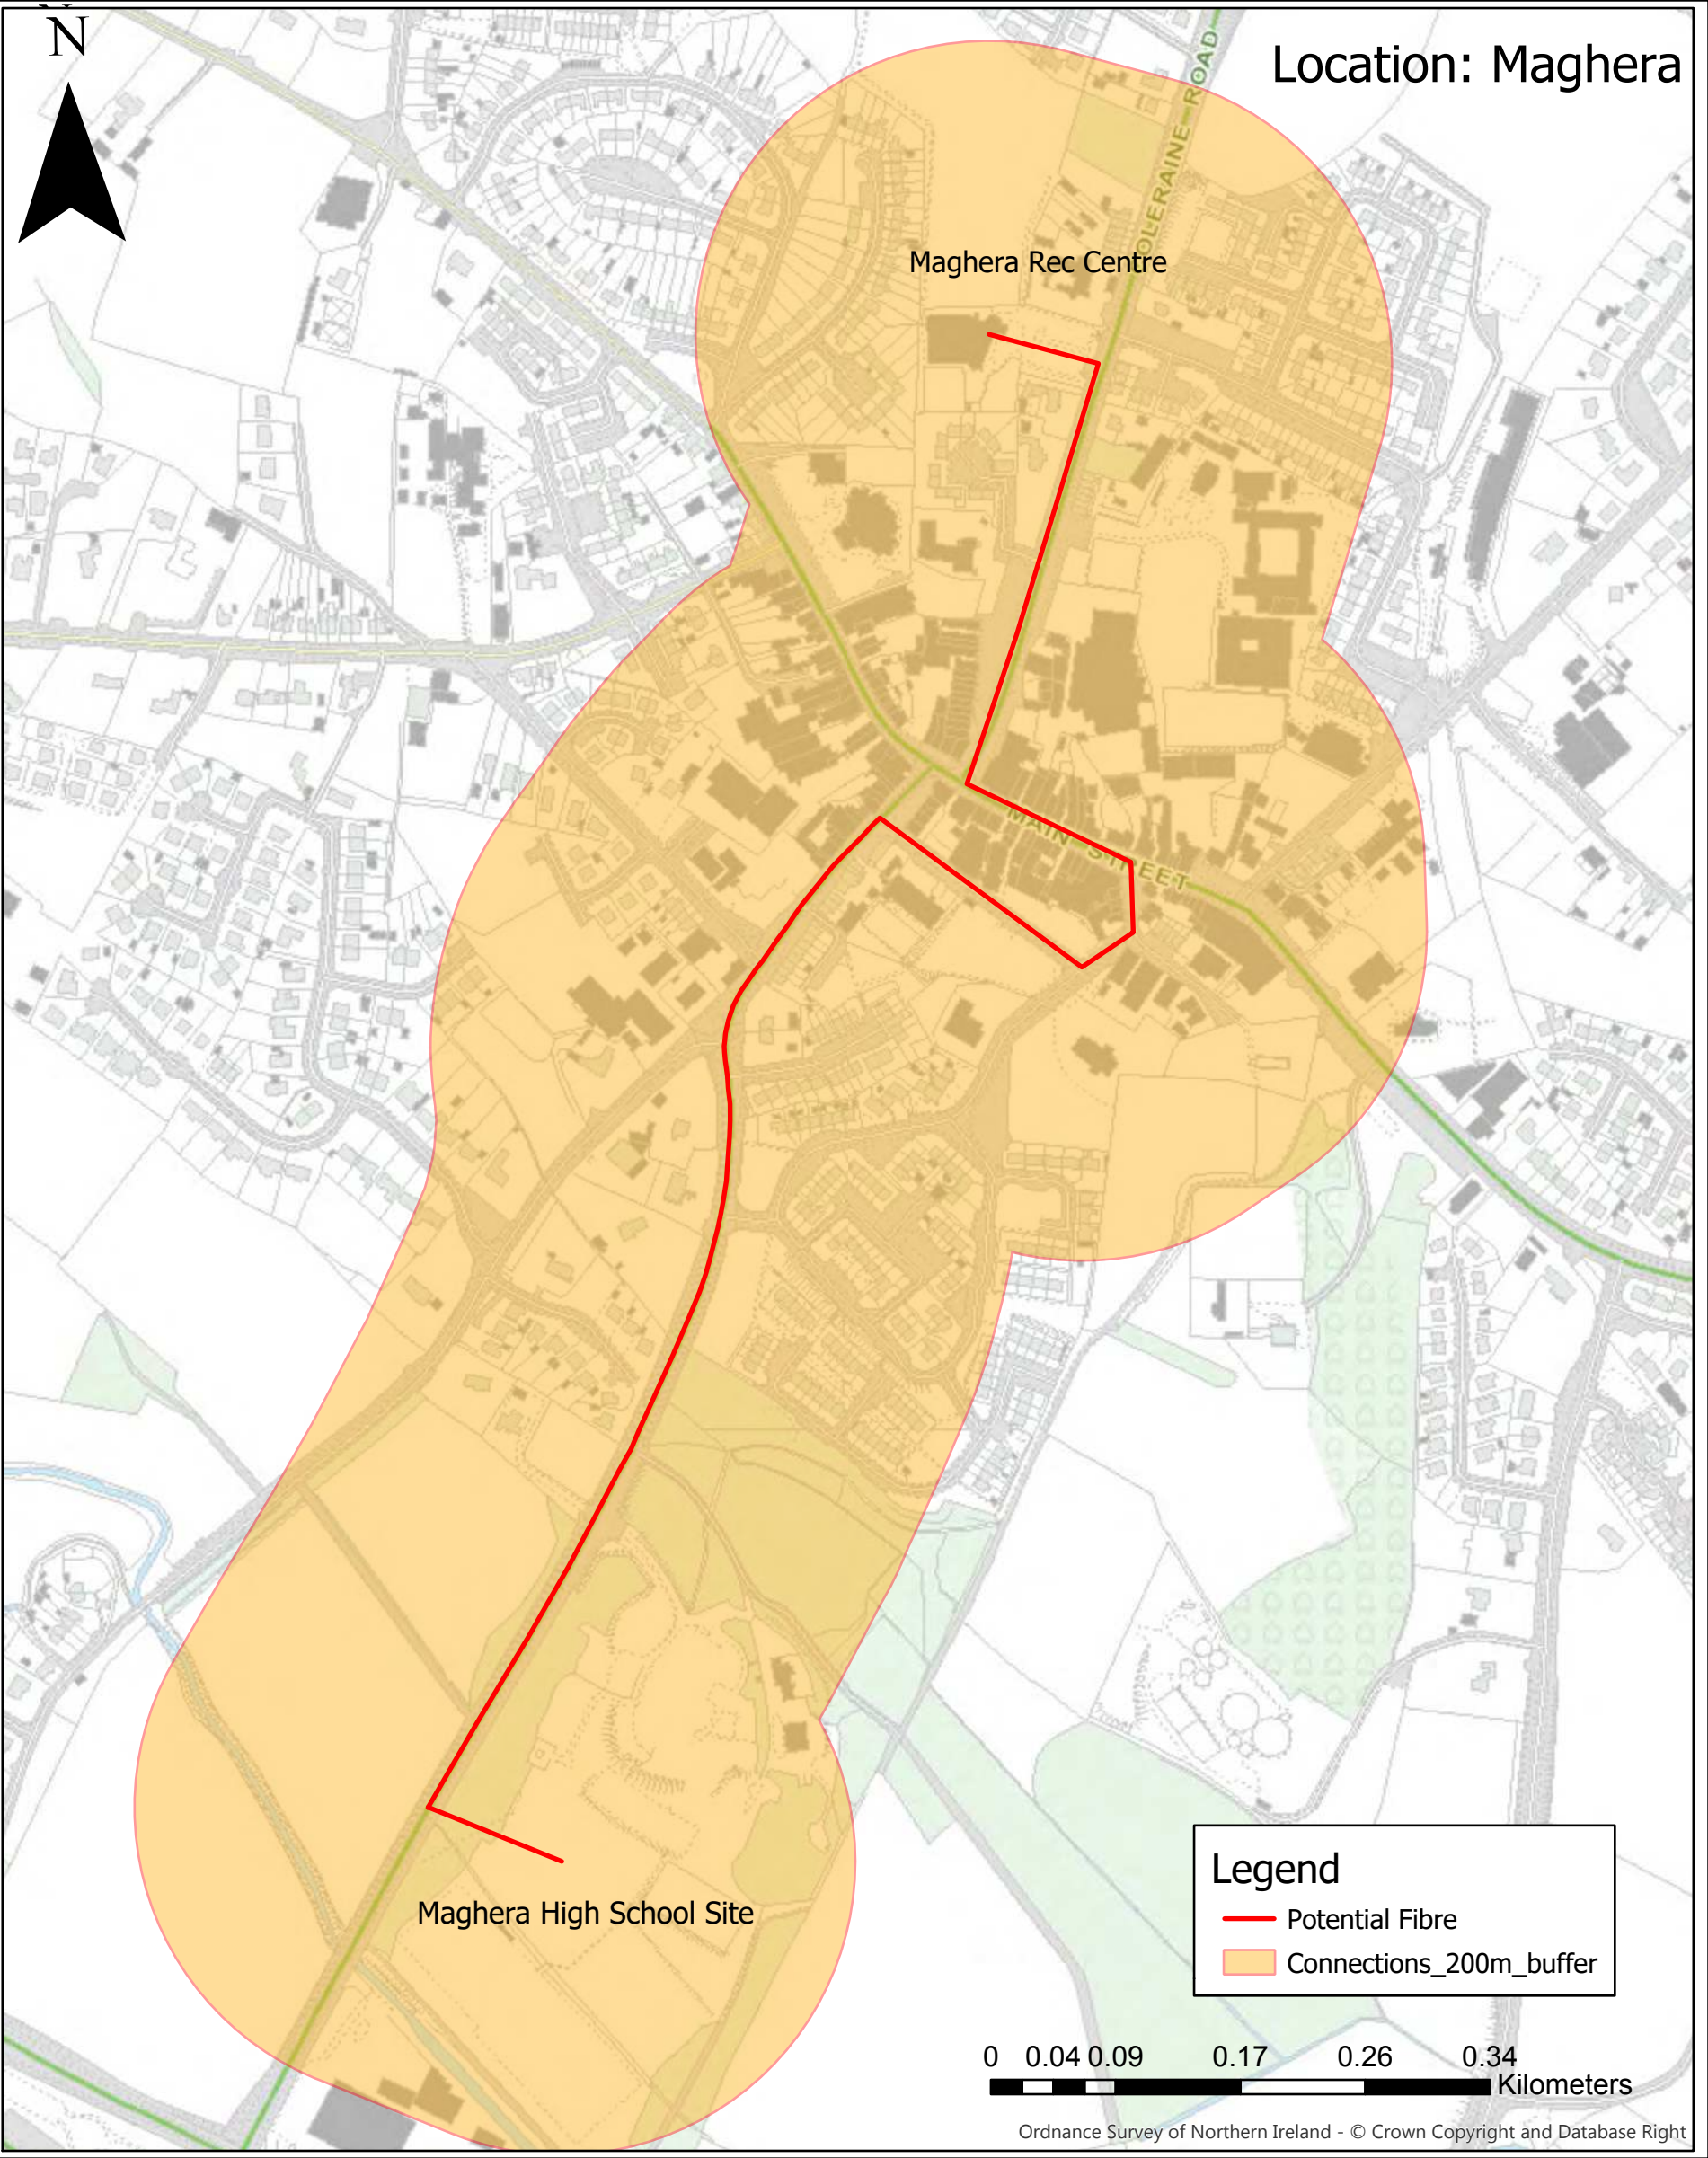 N
Location: Maghera
COLERAINE ROAD
Maghera Rec Centre
MAIN STREET
Maghera High School Site
Legend
Potential Fibre
Connections_200m_buffer
0 0.04 0.09 0.17 0.26 0.34
Kilometers
Ordnance Survey of Northern Ireland - © Crown Copyright and Database Right